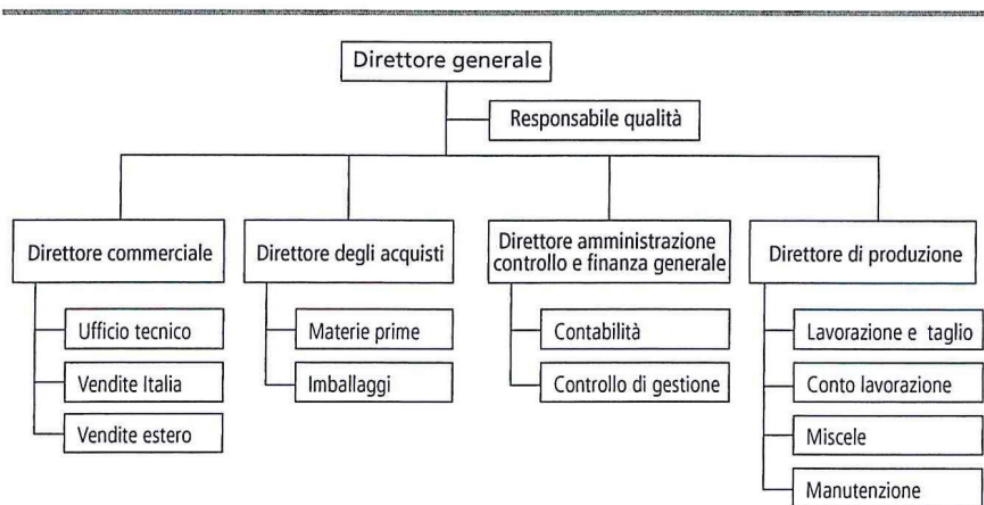 Direttore generale
Responsabile qualità
Direttore commerciale
Ufficio tecnico
Vendite Italia
Vendite estero
Direttore degli acquisti
Materie prime
Imballaggi
Direttore amministrazione
controllo e finanza generale
Contabilità
Controllo di gestione
Direttore di produzione
Lavorazione e taglio
Conto lavorazione
Miscele
Manutenzione